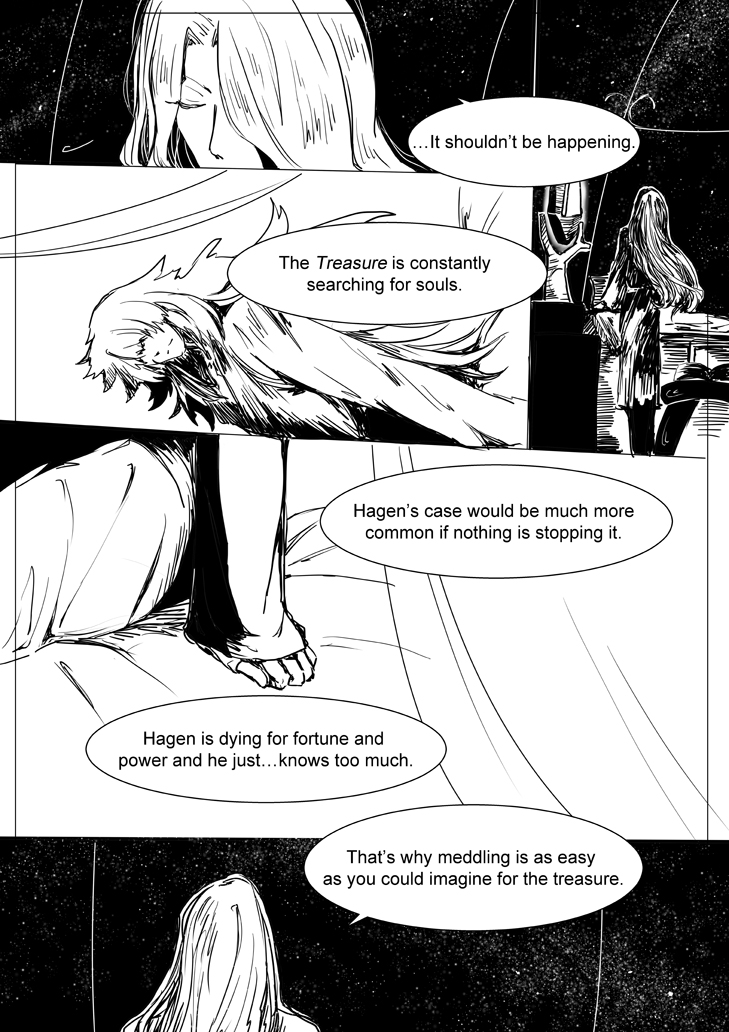 …It shouldn’t be happening.
The Treasure is constantly
searching for souls.
Hagen’s case would be much more
common if nothing is stopping it.
Hagen is dying for fortune and
power and he just…knows too much.
That’s why meddling is as easy
as you could imagine for the treasure.